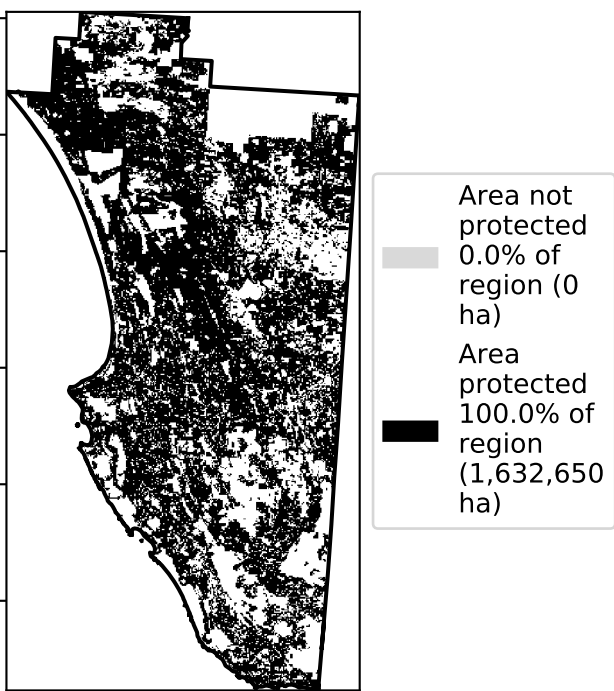 Area not
protected
0.0% of
region (0
ha)
Area
protected
100.0% of
region
(1,632,650
ha)